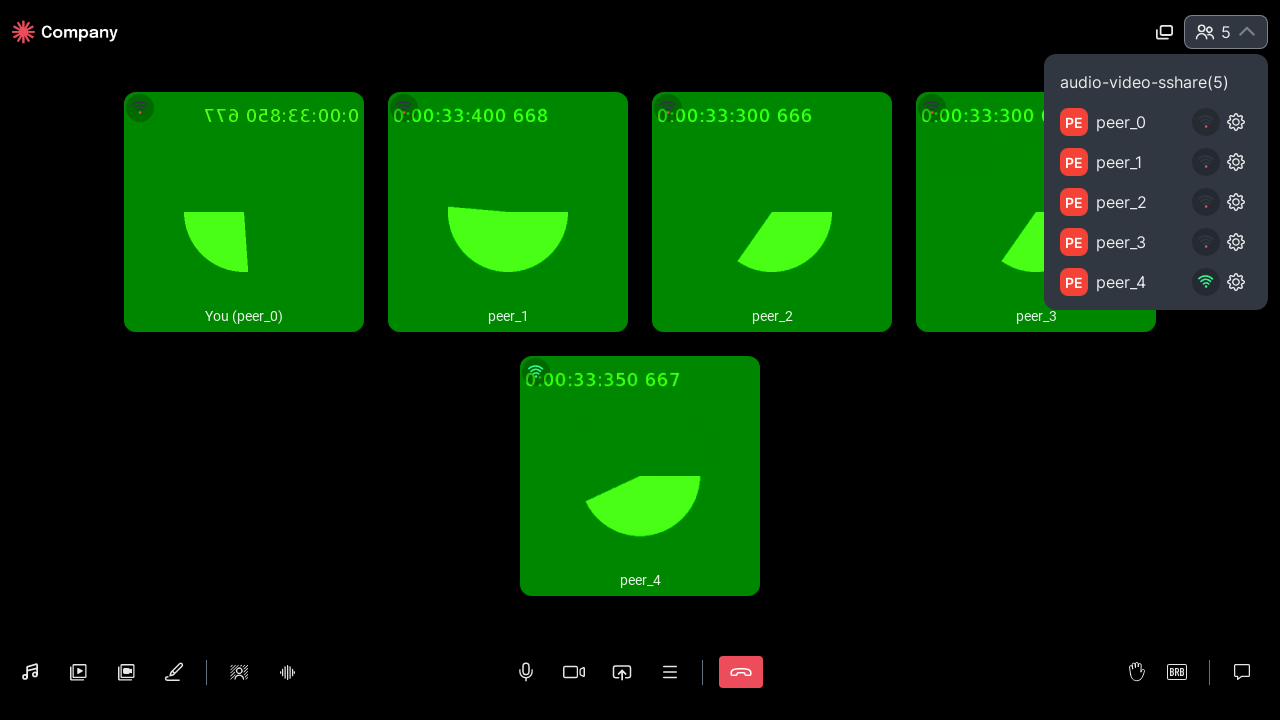 Company
5
audio-video-sshare(5)
PE peer_0
PE peer_1
PE peer_2
PE peer_3
PE peer_4
0:00:33:850 677
You (peer_0)
0:00:33:400 668
peer_1
0:00:33:300 666
peer_2
0:00:33:300
peer_3
0:00:33:350 667
peer_4
BRB